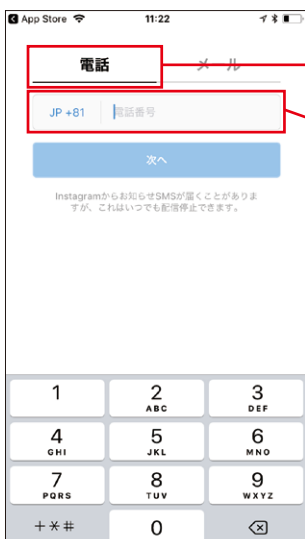 App Store 11:22
電話 メール
JP +81 電話番号
次へ
Instagramからお知らせSMSが届くことがありま
すが、これはいつでも配信停止できます。
1 2 3
ABC DEF
4 5 6
GHI JKL MNO
7 8 9
PQRS TUV WXYZ
+*# 0